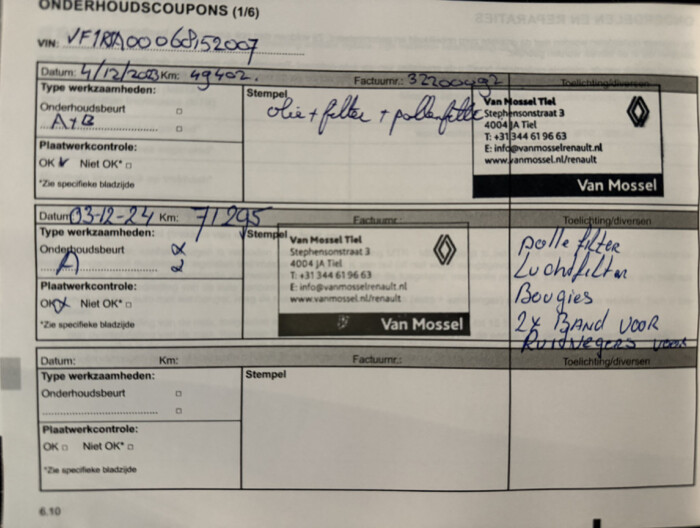 ONDERHOUDSCOUPONS (1/6)
VIN: VF1RJA00068152007
Datum: 4/12/2023 Km: 49402. Factuurnr.: 32200492 Toelichting/diversen
Type werkzaamheden: Stempel
olie + filter + pollenfilter
Onderhoudsbeurt
A+B
Plaatwerkcontrole:
OK Niet OK*
*Zie specifieke bladzijde
Van Mossel Tiel
Stephensonstraat 3
4004 JA Tiel
T: +31 344 61 96 63
E: info@vanmosselrenault.nl
www.vanmossel.nl/renault
Van Mossel
Datum: 03-12-24 Km: 71295 Factuurnr.: Toelichting/diversen
Type werkzaamheden: Stempel
Onderhoudsbeurt
A
Plaatwerkcontrole:
OK Niet OK*
*Zie specifieke bladzijde
Van Mossel Tiel
Stephensonstraat 3
4004 JA Tiel
T: +31 344 61 96 63
E: info@vanmosselrenault.nl
www.vanmossel.nl/renault
Van Mossel
polle filter
Luchtfilter
Bougies
2x BAND VOOR
RUITWEGERS VOOR
Datum: Km: Factuurnr.: Toelichting/diversen
Type werkzaamheden: Stempel
Onderhoudsbeurt
Plaatwerkcontrole:
OK Niet OK*
*Zie specifieke bladzijde
6.10